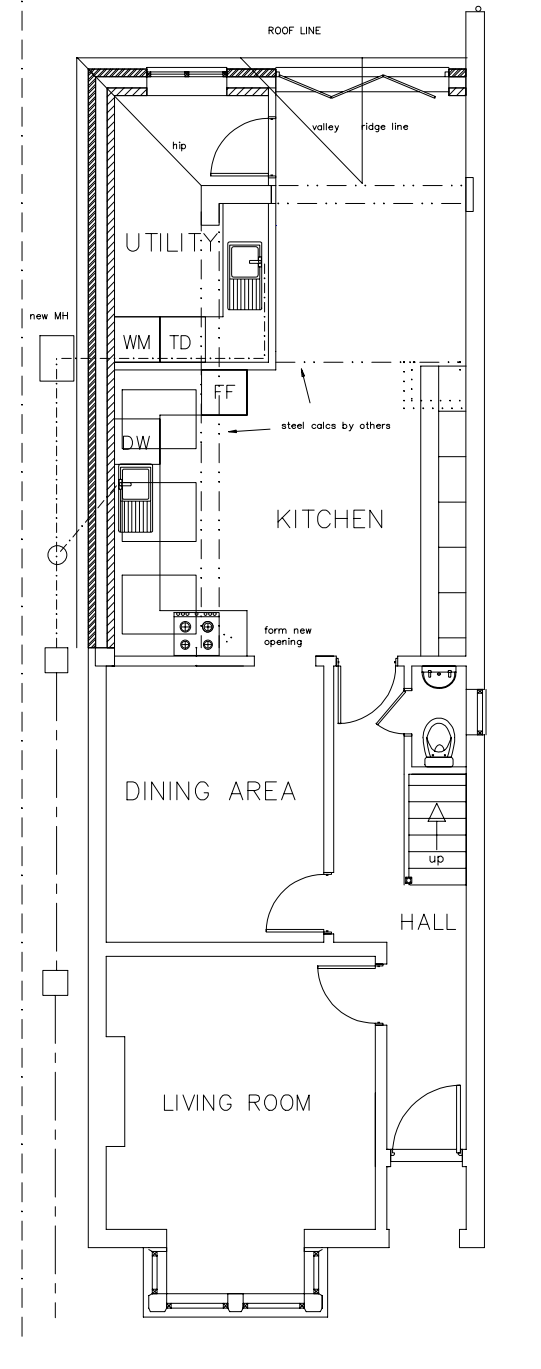 ROOF LINE
valley
ridge line
hip
UTILITY
new MH
WM
TD
FF
steel calcs by others
DW
KITCHEN
form new
opening
DINING AREA
up
HALL
LIVING ROOM